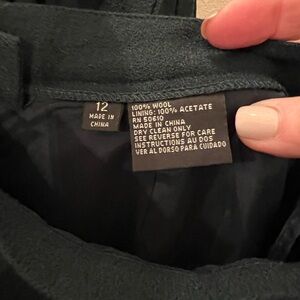 12
MADE IN
CHINA
100% WOOL
LINING: 100% ACETATE
RN 50610
MADE IN CHINA
DRY CLEAN ONLY
SEE REVERSE FOR CARE
INSTRUCTIONS AU DOS
VER AL DORSO PARA CUIDADO